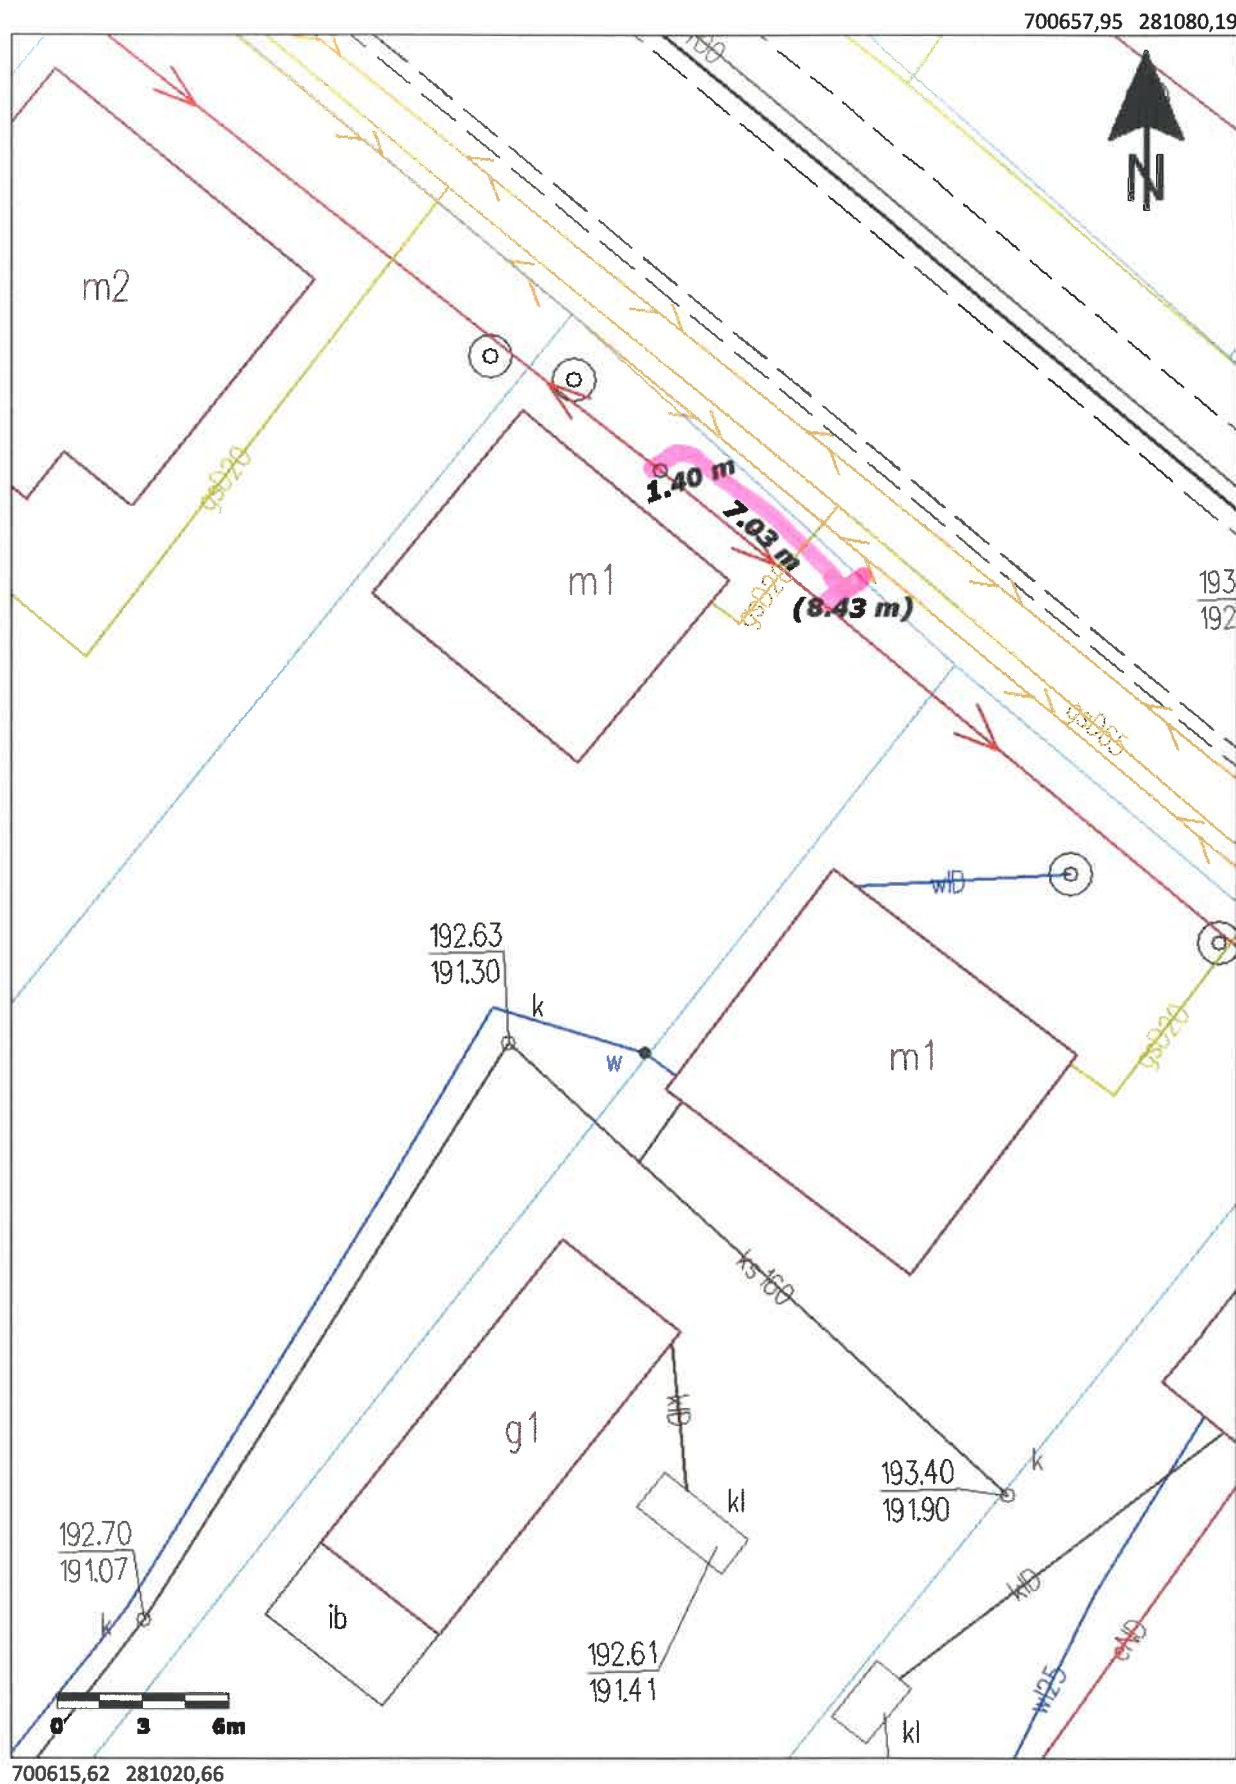 700657,95 281080,19
N
m2
gsD20
1.40 m
7.03 m
(8.43 m)
m1
gsD20
193
192
gsD65
wlD
192.63
191.30
k
w
m1
gsD20
ks160
g1
klD
kl
193.40
191.90
k
192.70
191.07
k
ib
192.61
191.41
klD
wl25
eND
kl
0 3 6m
700615,62 281020,66